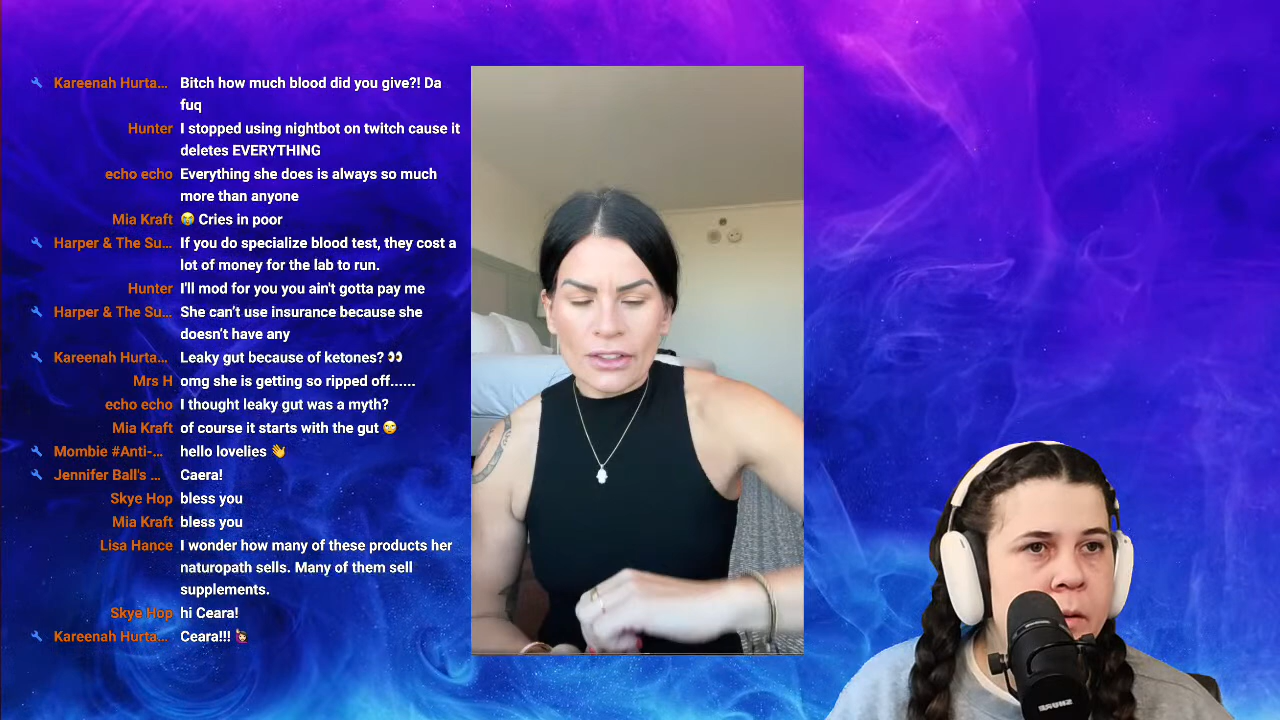 Kareenah Hurta... Bitch how much blood did you give?! Da
fuq
Hunter I stopped using nightbot on twitch cause it
deletes EVERYTHING
echo echo Everything she does is always so much
more than anyone
Mia Kraft 😭 Cries in poor
Harper & The Su... If you do specialize blood test, they cost a
lot of money for the lab to run.
Hunter I'll mod for you you ain't gotta pay me
Harper & The Su... She can't use insurance because she
doesn't have any
Kareenah Hurta... Leaky gut because of ketones? 👀
Mrs H omg she is getting so ripped off......
echo echo I thought leaky gut was a myth?
Mia Kraft of course it starts with the gut 🙄
Mombie #Anti-... hello lovelies 👋
Jennifer Ball's ... Caera!
Skye Hop bless you
Mia Kraft bless you
Lisa Hance I wonder how many of these products her
naturopath sells. Many of them sell
supplements.
Skye Hop hi Ceara!
Kareenah Hurta... Ceara!!! 🙋🏻‍♀️
SHURE